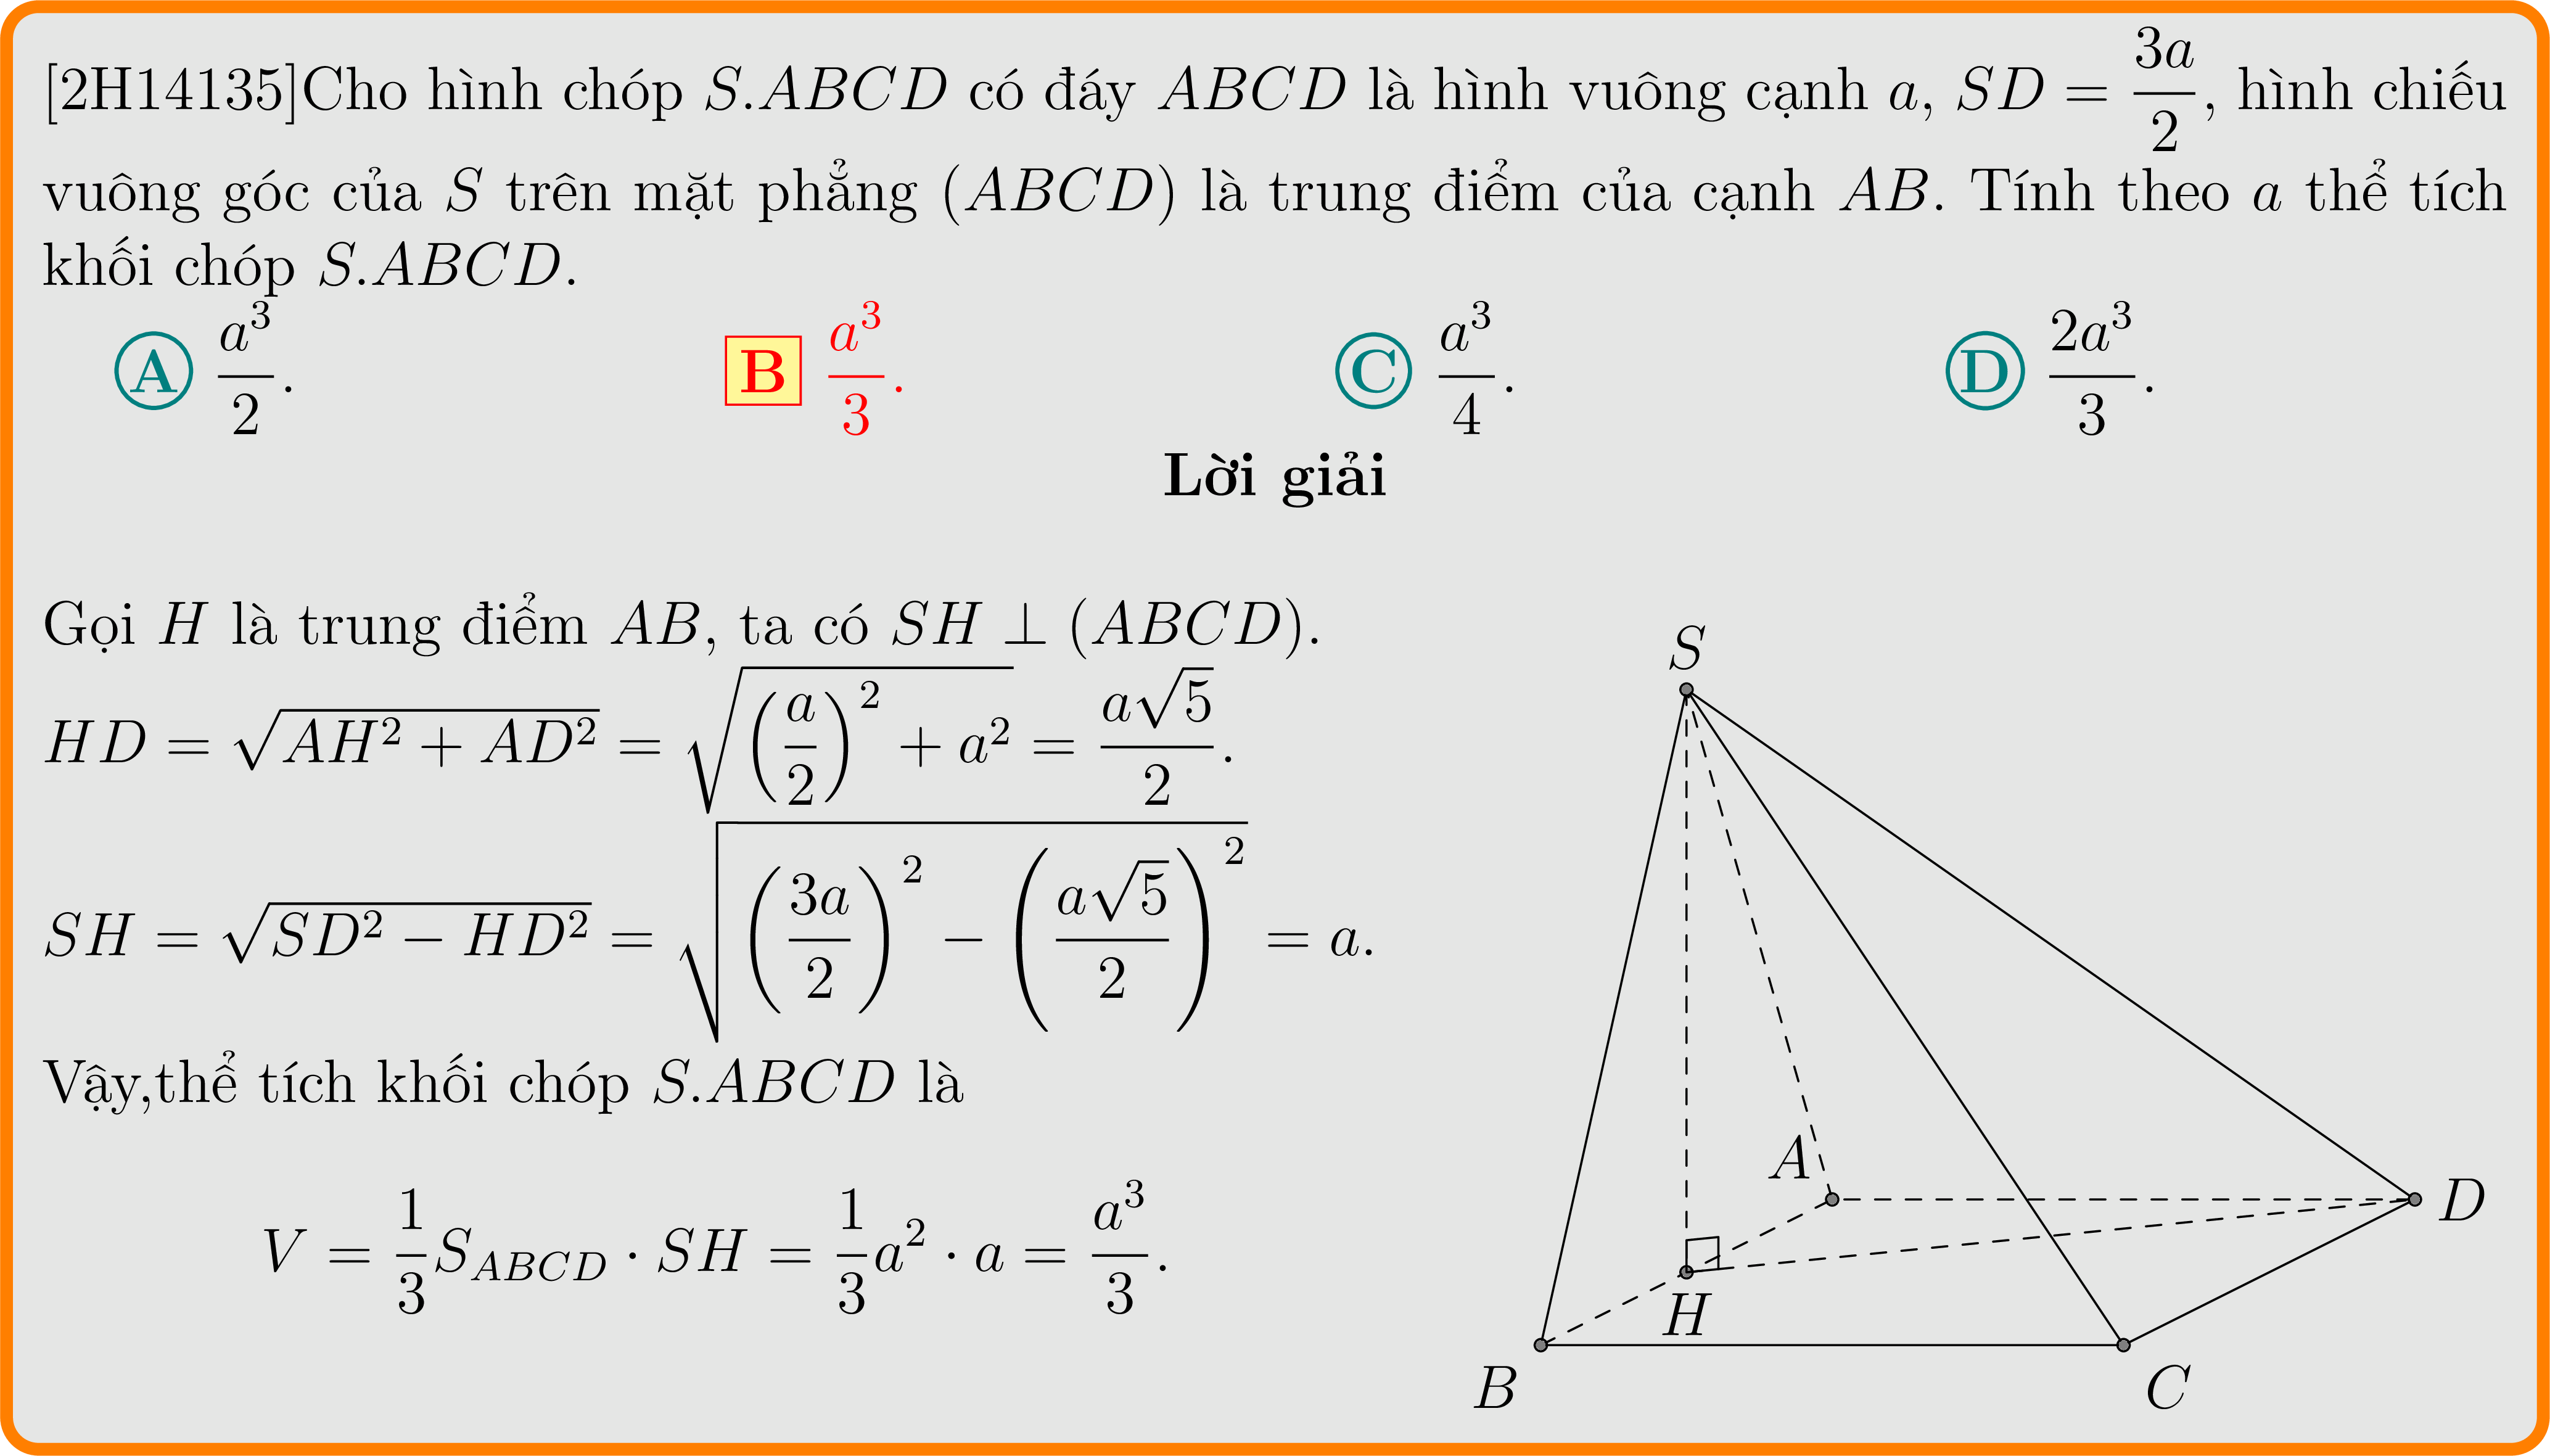 [2H14135]Cho hình chóp S.ABCD có đáy ABCD là hình vuông cạnh a, SD = \frac{3a}{2}, hình chiếu
vuông góc của S trên mặt phẳng (ABCD) là trung điểm của cạnh AB. Tính theo a thể tích
khối chóp S.ABCD.
A \frac{a^3}{2}. B \frac{a^3}{3}. C \frac{a^3}{4}. D \frac{2a^3}{3}.
Lời giải
Gọi H là trung điểm AB, ta có SH ⊥ (ABCD).
HD = \sqrt{AH^2 + AD^2} = \sqrt{\left(\frac{a}{2}\right)^2 + a^2} = \frac{a\sqrt{5}}{2}.
SH = \sqrt{SD^2 - HD^2} = \sqrt{\left(\frac{3a}{2}\right)^2 - \left(\frac{a\sqrt{5}}{2}\right)^2} = a.
Vậy,thể tích khối chóp S.ABCD là
V = \frac{1}{3}S_{ABCD} · SH = \frac{1}{3}a^2 · a = \frac{a^3}{3}.
S
A
D
H
B
C